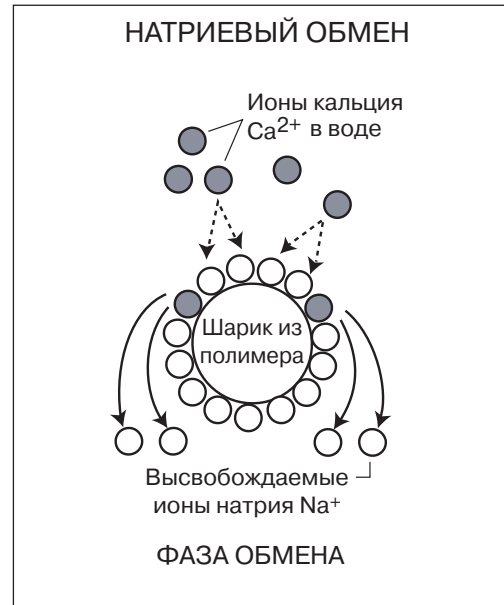 НАТРИЕВЫЙ ОБМЕН
Ионы кальция
Ca²⁺ в воде
Шарик из
полимера
Высвобождаемые
ионы натрия Na⁺
ФАЗА ОБМЕНА